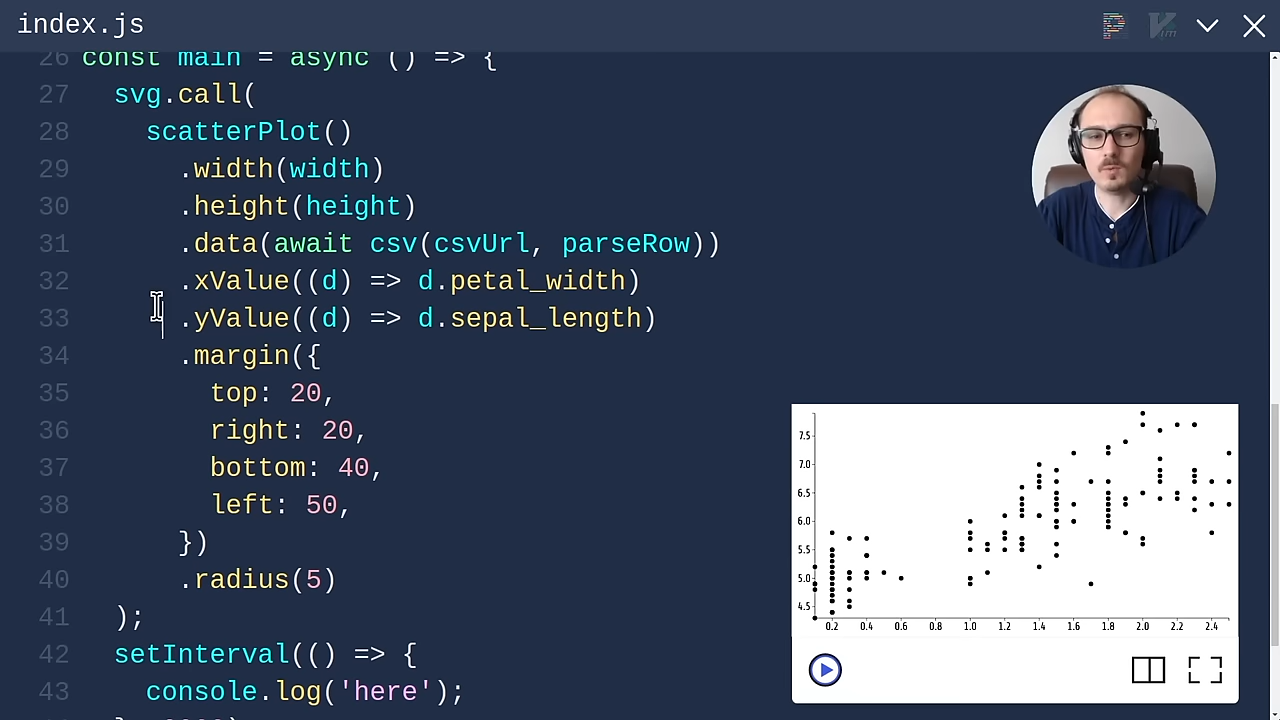 index.js
26 const main = async () => {
27 svg.call(
28 scatterPlot()
29 .width(width)
30 .height(height)
31 .data(await csv(csvUrl, parseRow))
32 .xValue((d) => d.petal_width)
33 .yValue((d) => d.sepal_length)
34 .margin({
35 top: 20,
36 right: 20,
37 bottom: 40,
38 left: 50,
39 })
40 .radius(5)
41 );
42 setInterval(() => {
43 console.log('here');
7.5
7.0
6.5
6.0
5.5
5.0
4.5
0.2 0.4 0.6 0.8 1.0 1.2 1.4 1.6 1.8 2.0 2.2 2.4